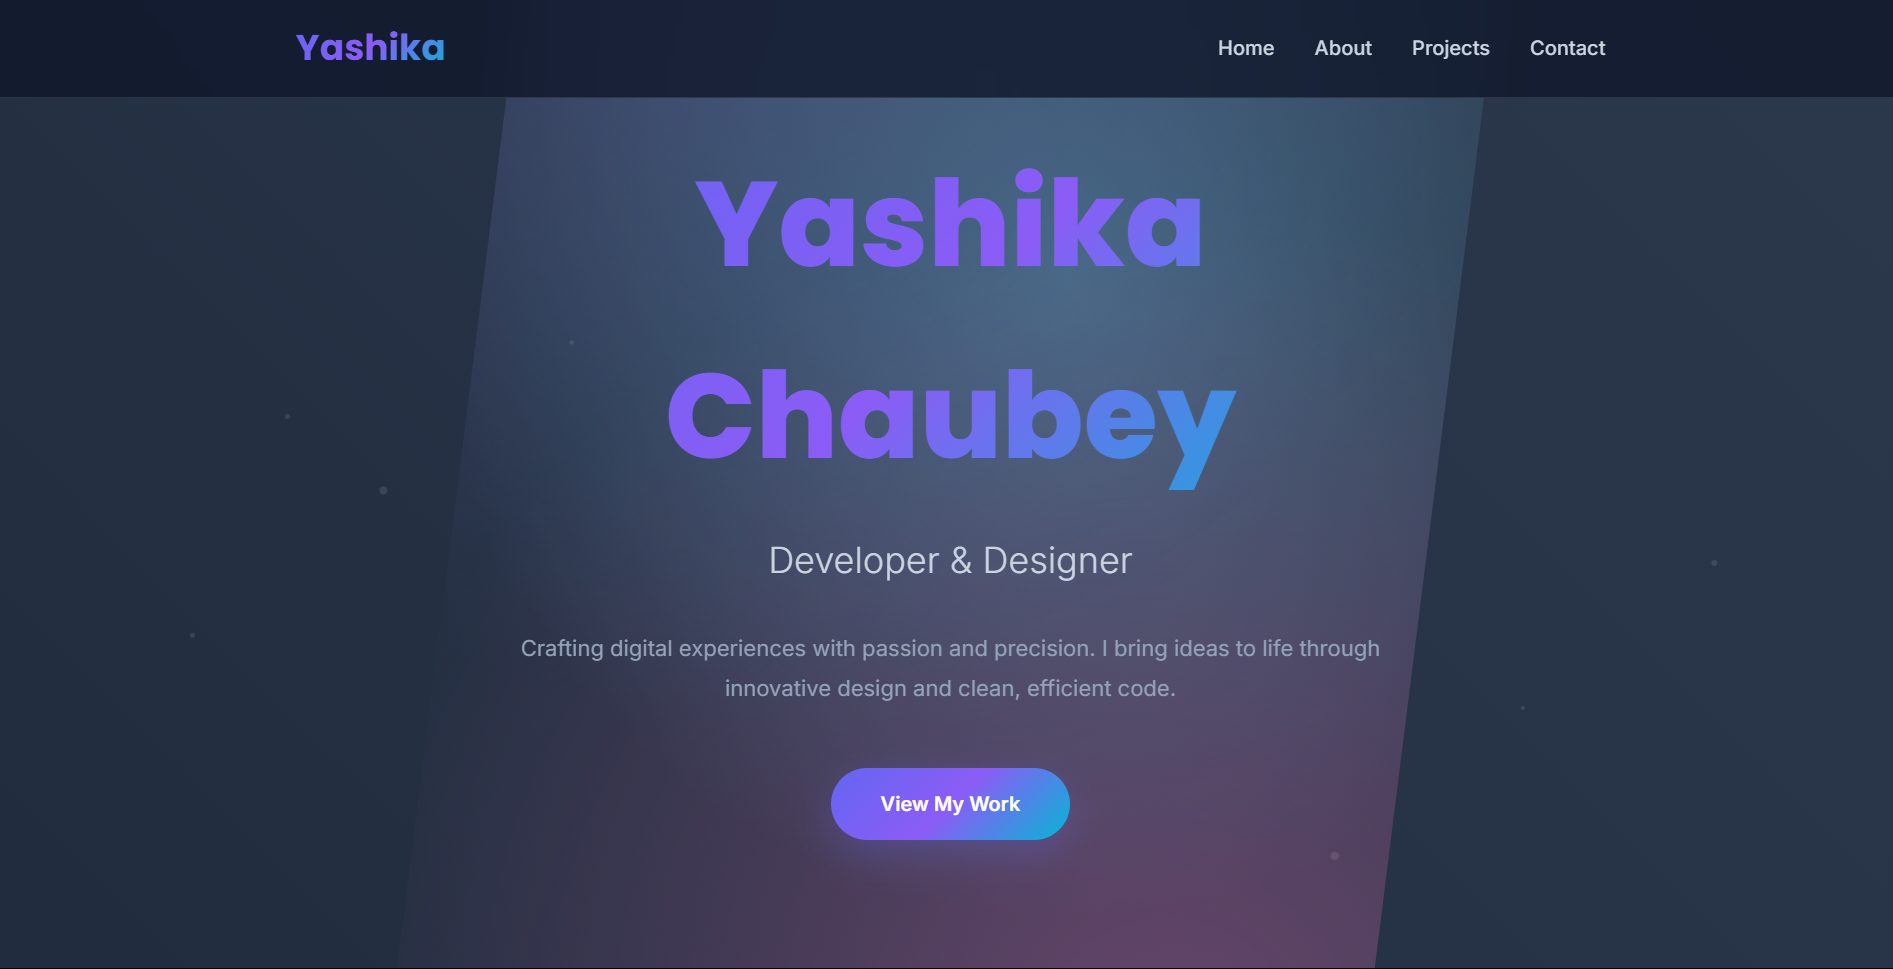 Yashika
Home About Projects Contact
Yashika
Chaubey
Developer & Designer
Crafting digital experiences with passion and precision. I bring ideas to life through
innovative design and clean, efficient code.
View My Work